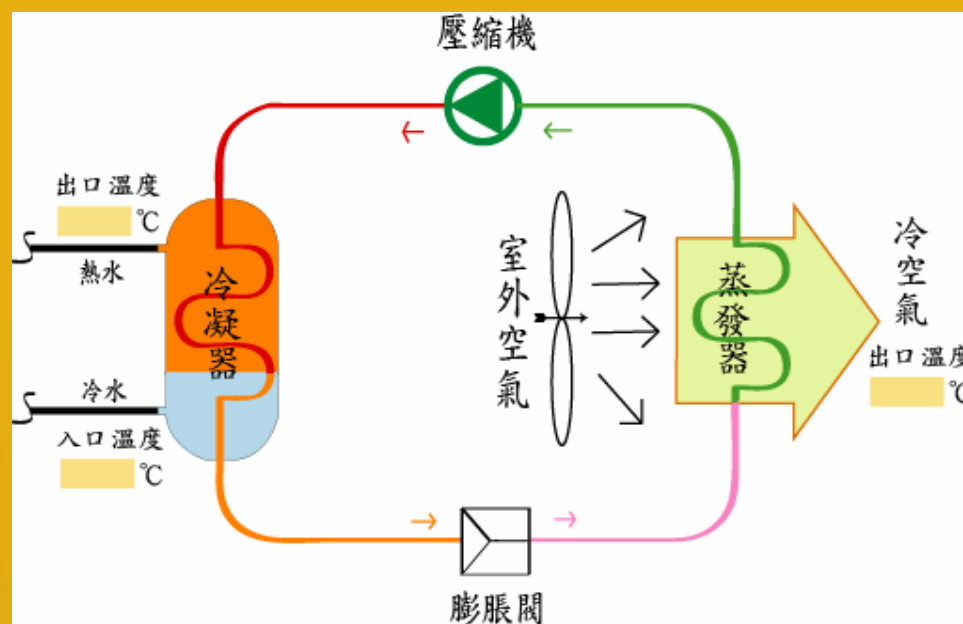 壓縮機
出口溫度
℃
熱水
冷凝器
冷水
入口溫度
℃
室外空氣
蒸發器
冷空氣
出口溫度
℃
膨脹閥